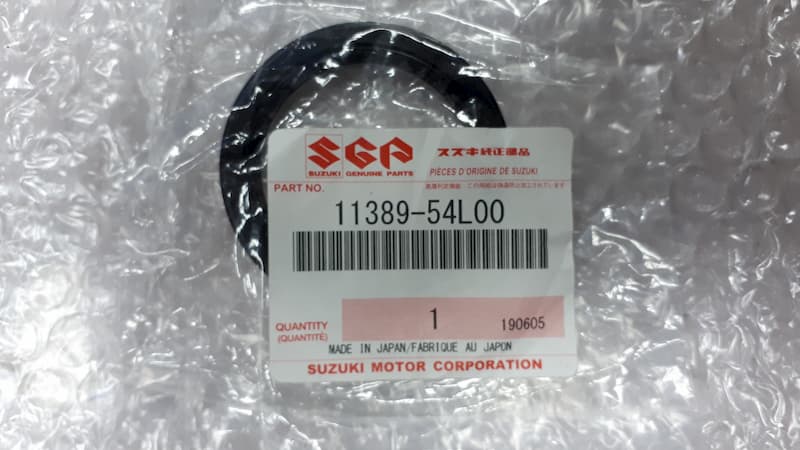 SGP スズキ純正部品
SUZUKI GENUINE PARTS PIECES D'ORIGINE DE SUZUKI
PART NO.
11389-54L00
1 190605
QUANTITY
(QUANTITÉ)
MADE IN JAPAN/FABRIQUE AU JAPON
SUZUKI MOTOR CORPORATION